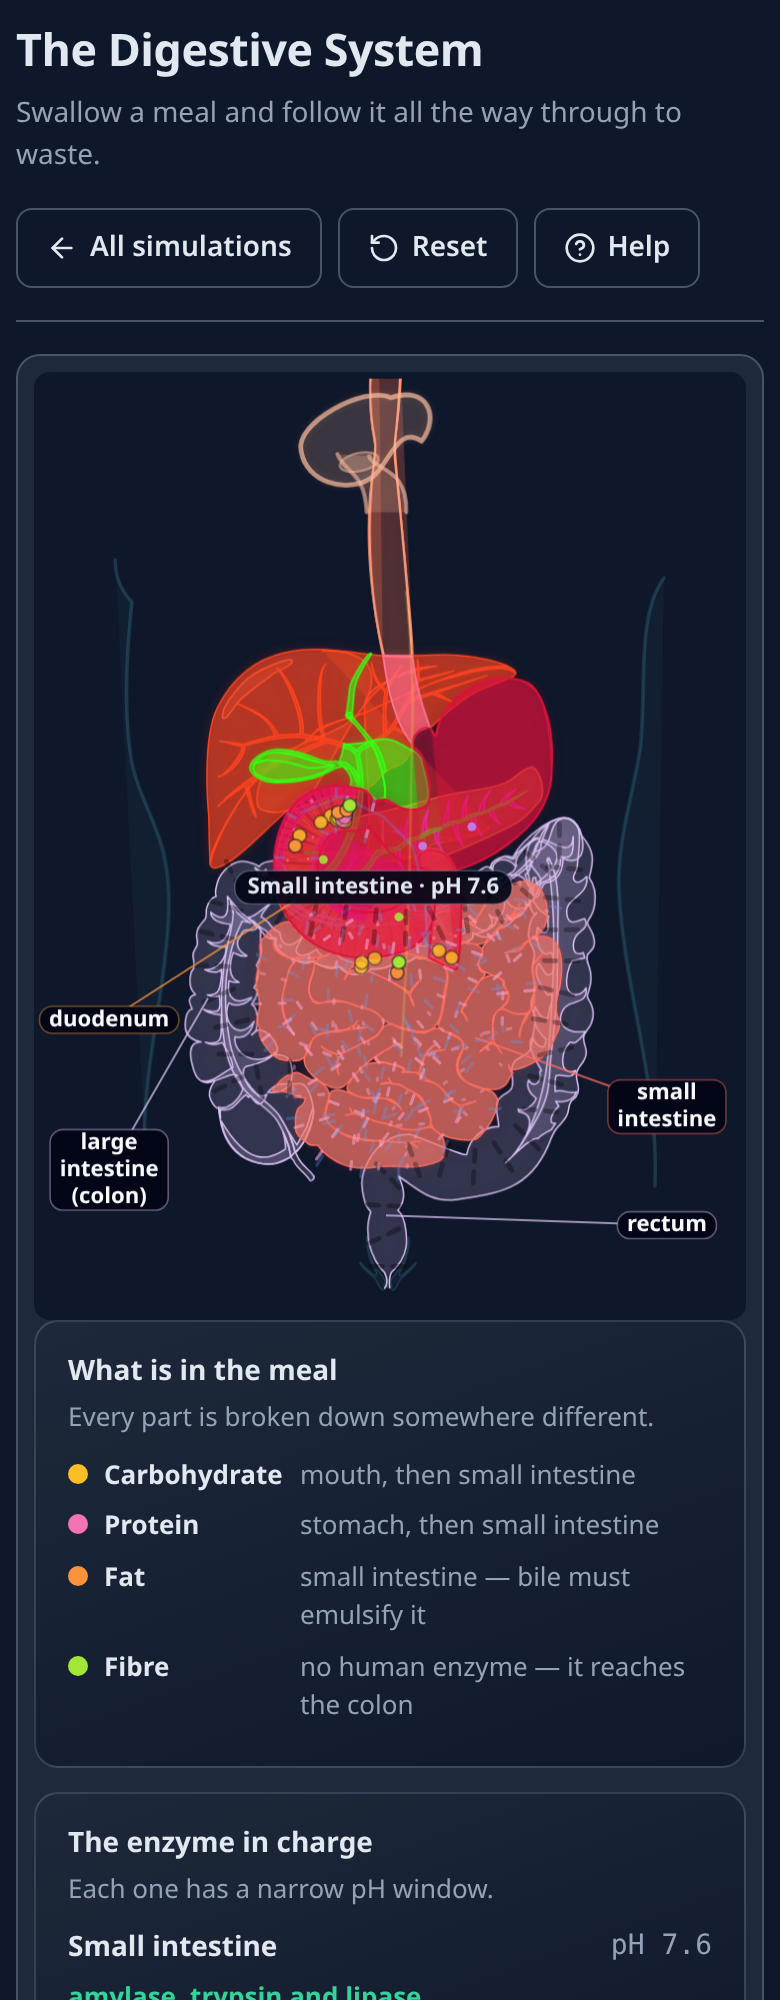 The Digestive System
Swallow a meal and follow it all the way through to
waste.
All simulations
Reset
Help
Small intestine · pH 7.6
duodenum
large
intestine
(colon)
small
intestine
rectum
What is in the meal
Every part is broken down somewhere different.
Carbohydrate mouth, then small intestine
Protein stomach, then small intestine
Fat small intestine — bile must
emulsify it
Fibre no human enzyme — it reaches
the colon
The enzyme in charge
Each one has a narrow pH window.
Small intestine pH 7.6
amylase, trypsin and lipase